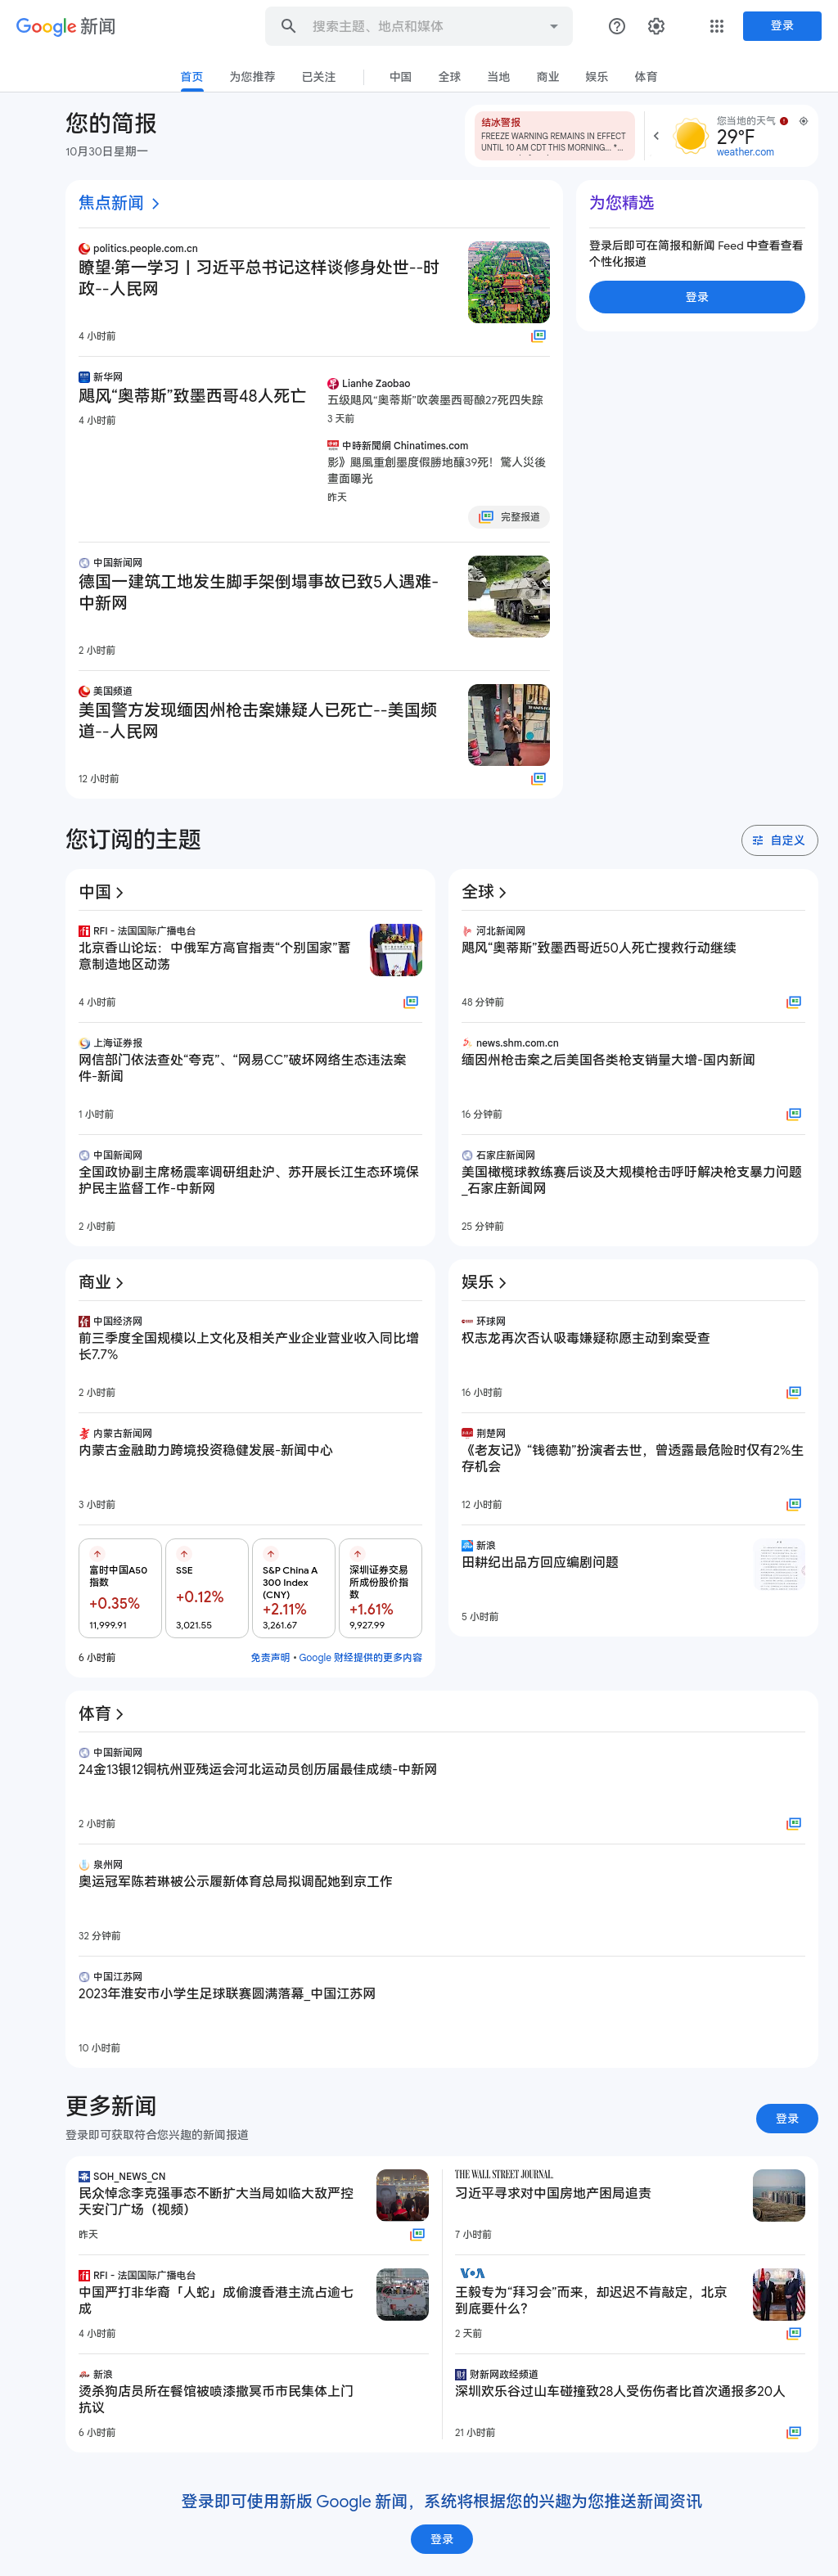 Google 新闻
搜索主题、地点和媒体
登录
首页
为您推荐
已关注
中国
全球
当地
商业
娱乐
体育
您的简报
10月30日星期一
结冰警报
FREEZE WARNING REMAINS IN EFFECT
UNTIL 10 AM CDT THIS MORNING... *...
您当地的天气
29°F
weather.com
焦点新闻
politics.people.com.cn
瞭望·第一学习丨习近平总书记这样谈修身处世--时
政--人民网
4 小时前
新华网
飓风“奥蒂斯”致墨西哥48人死亡
4 小时前
Lianhe Zaobao
五级飓风“奥蒂斯”吹袭墨西哥酿27死四失踪
3 天前
中時新聞網 Chinatimes.com
影》颶風重創墨度假勝地釀39死！驚人災後
畫面曝光
昨天
完整报道
中国新闻网
德国一建筑工地发生脚手架倒塌事故已致5人遇难-
中新网
2 小时前
美国频道
美国警方发现缅因州枪击案嫌疑人已死亡--美国频
道--人民网
12 小时前
为您精选
登录后即可在简报和新闻 Feed 中查看查看
个性化报道
登录
您订阅的主题
自定义
中国
RFI - 法国国际广播电台
北京香山论坛：中俄军方高官指责“个别国家”蓄
意制造地区动荡
4 小时前
上海证券报
网信部门依法查处“夸克”、“网易CC”破坏网络生态违法案
件-新闻
1 小时前
中国新闻网
全国政协副主席杨震率调研组赴沪、苏开展长江生态环境保
护民主监督工作-中新网
2 小时前
全球
河北新闻网
飓风“奥蒂斯”致墨西哥近50人死亡搜救行动继续
48 分钟前
news.shm.com.cn
缅因州枪击案之后美国各类枪支销量大增-国内新闻
16 分钟前
石家庄新闻网
美国橄榄球教练赛后谈及大规模枪击呼吁解决枪支暴力问题
_石家庄新闻网
25 分钟前
商业
中国经济网
前三季度全国规模以上文化及相关产业企业营业收入同比增
长7.7%
2 小时前
内蒙古新闻网
内蒙古金融助力跨境投资稳健发展-新闻中心
3 小时前
富时中国A50
指数
+0.35%
11,999.91
SSE
+0.12%
3,021.55
S&P China A
300 Index
(CNY)
+2.11%
3,261.67
深圳证券交易
所成份股价指
数
+1.61%
9,927.99
6 小时前
免责声明 • Google 财经提供的更多内容
娱乐
环球网
权志龙再次否认吸毒嫌疑称愿主动到案受查
16 小时前
荆楚网
《老友记》“钱德勒”扮演者去世，曾透露最危险时仅有2%生
存机会
12 小时前
新浪
田耕纪出品方回应编剧问题
5 小时前
体育
中国新闻网
24金13银12铜杭州亚残运会河北运动员创历届最佳成绩-中新网
2 小时前
泉州网
奥运冠军陈若琳被公示履新体育总局拟调配她到京工作
32 分钟前
中国江苏网
2023年淮安市小学生足球联赛圆满落幕_中国江苏网
10 小时前
更多新闻
登录即可获取符合您兴趣的新闻报道
登录
SOH_NEWS_CN
民众悼念李克强事态不断扩大当局如临大敌严控
天安门广场（视频）
昨天
RFI - 法国国际广播电台
中国严打非华裔「人蛇」成偷渡香港主流占逾七
成
4 小时前
新浪
烫杀狗店员所在餐馆被喷漆撒冥币市民集体上门
抗议
6 小时前
THE WALL STREET JOURNAL.
习近平寻求对中国房地产困局追责
7 小时前
VOA
王毅专为“拜习会”而来，却迟迟不肯敲定，北京
到底要什么？
2 天前
财新网政经频道
深圳欢乐谷过山车碰撞致28人受伤伤者比首次通报多20人
21 小时前
登录即可使用新版 Google 新闻，系统将根据您的兴趣为您推送新闻资讯
登录